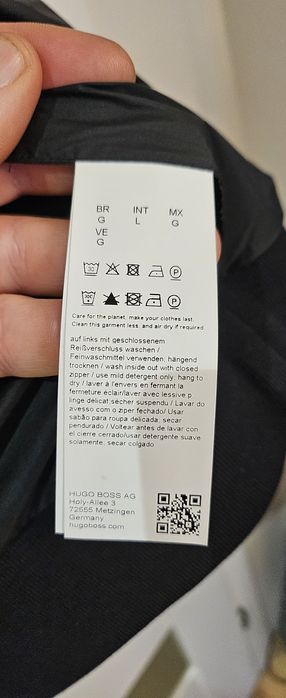 BR INT MX
G L G
VE
G
30 P
30C P
Care for the planet, make your clothes last.
Clean this garment less, and air dry if required
auf links mit geschlossenem
Reißverschluss waschen /
Feinwaschmittel verwenden, hängend
trocknen / wash inside out with closed
zipper / use mild detergent only, hang to
dry / laver à l'envers en fermant la
fermeture éclair/laver avec lessive p.
linge délicat,sécher suspendu / Lavar do
avesso com o zíper fechado/ Usar
sabão para roupa delicada, secar
pendurado / Voltear antes de lavar con
el cierre cerrado/usar detergente suave
solamente, secar colgado
HUGO BOSS AG
Holy-Allee 3
72555 Metzingen
Germany
hugoboss.com